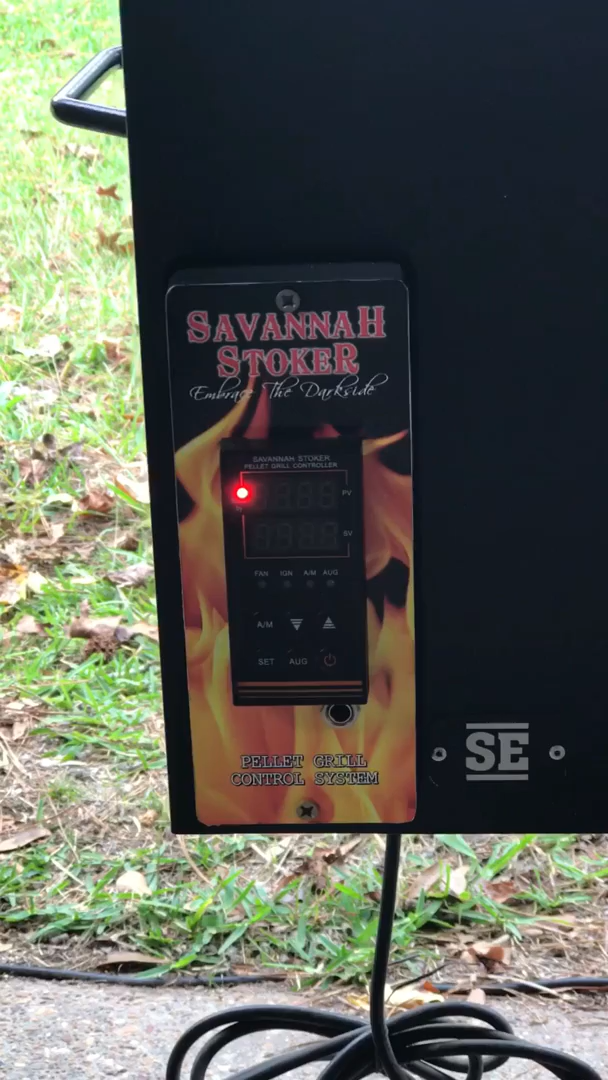 SAVANNAH
STOKER
Embrace The Darkside
SAVANNAH STOKER
PELLET GRILL CONTROLLER
PV
SV
FAN IGN A/M AUG
A/M
SET AUG
PELLET GRILL
CONTROL SYSTEM
SE